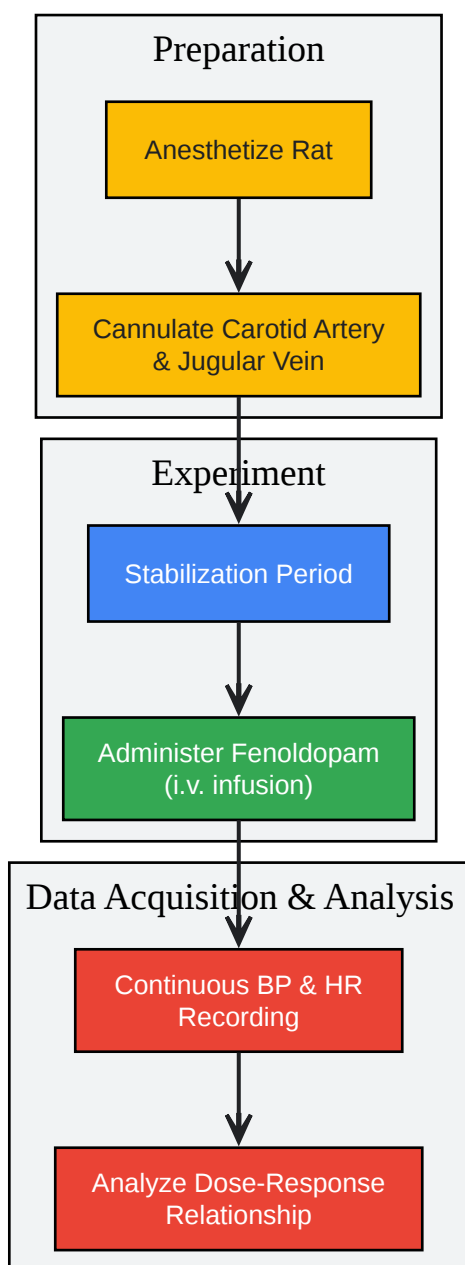 Preparation
Anesthetize Rat
Cannulate Carotid Artery
& Jugular Vein
Experiment
Stabilization Period
Administer Fenoldopam
(i.v. infusion)
Data Acquisition & Analysis
Continuous BP & HR
Recording
Analyze Dose-Response
Relationship